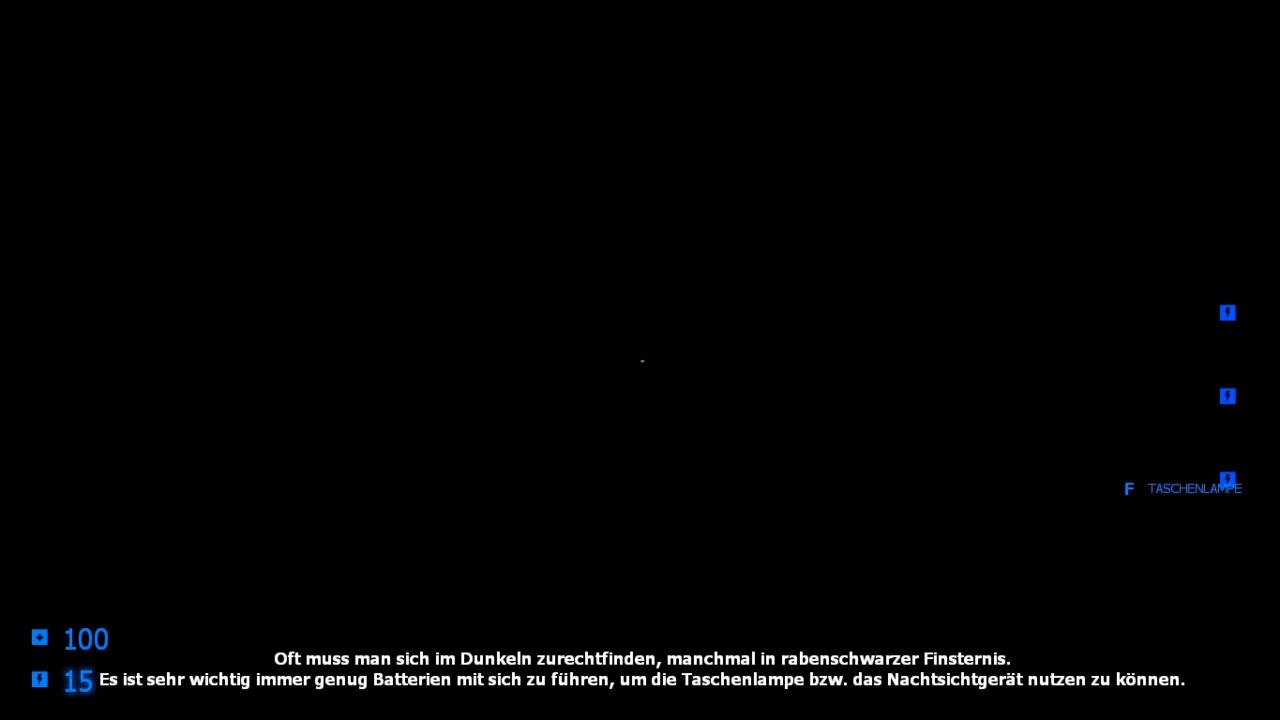 F TASCHENLAMPE
100
Oft muss man sich im Dunkeln zurechtfinden, manchmal in rabenschwarzer Finsternis.
15 Es ist sehr wichtig immer genug Batterien mit sich zu führen, um die Taschenlampe bzw. das Nachtsichtgerät nutzen zu können.